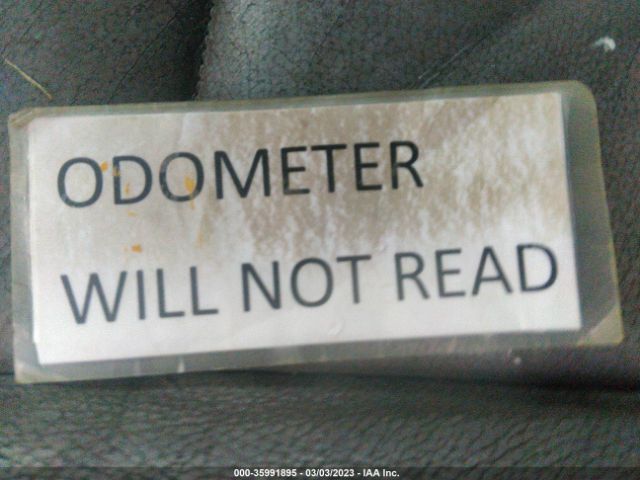 ODOMETER
WILL NOT READ
000-35991895 - 03/03/2023 - IAA Inc.